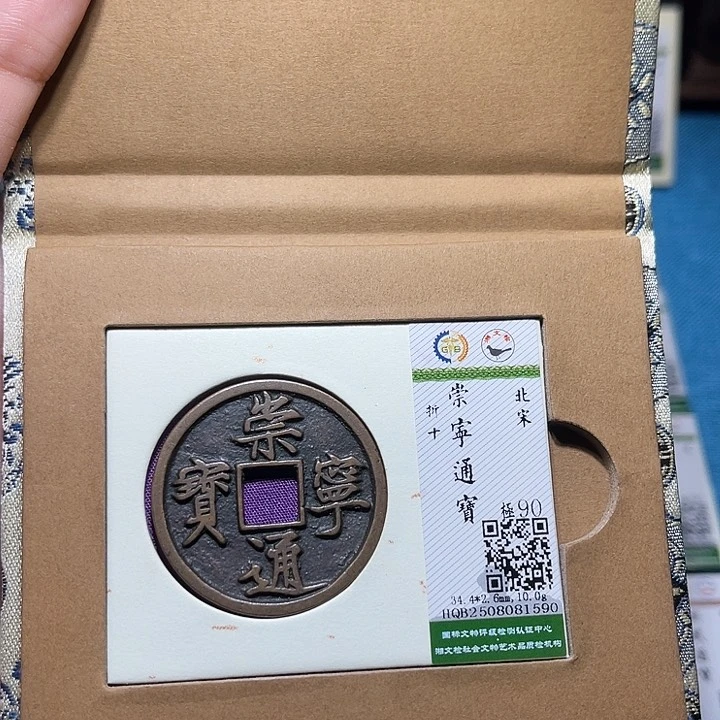 崇
寧
通
寶
GB
北宋
崇寧通寶
折十
極90
34.4*2.6mm,10.0g
HQB2508081590
国标文物评级检测认证中心
湘文检社会文物艺术品质检机构